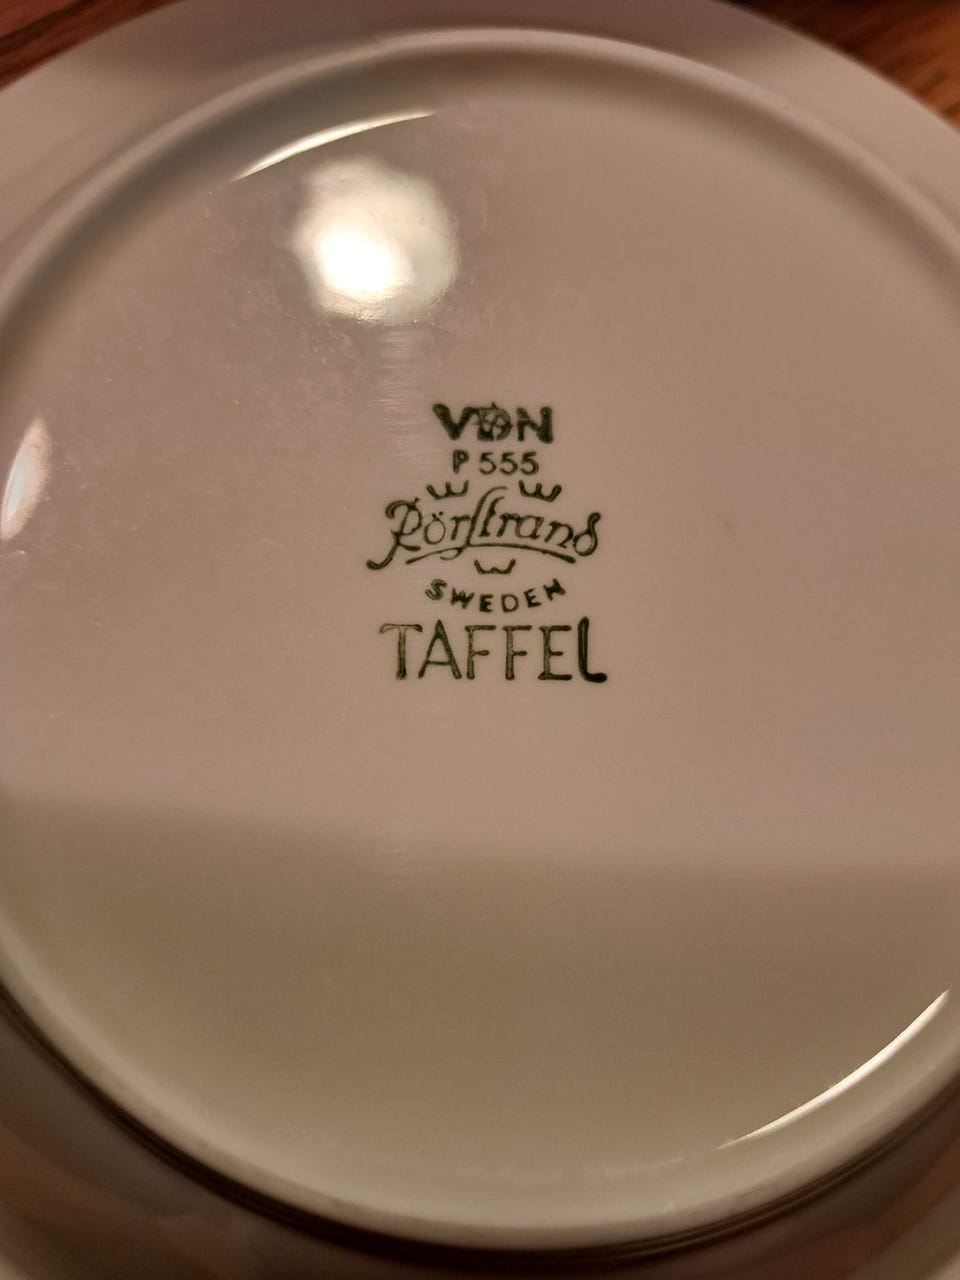 VDN
P 555
Rörstrand
SWEDEN
TAFFEL